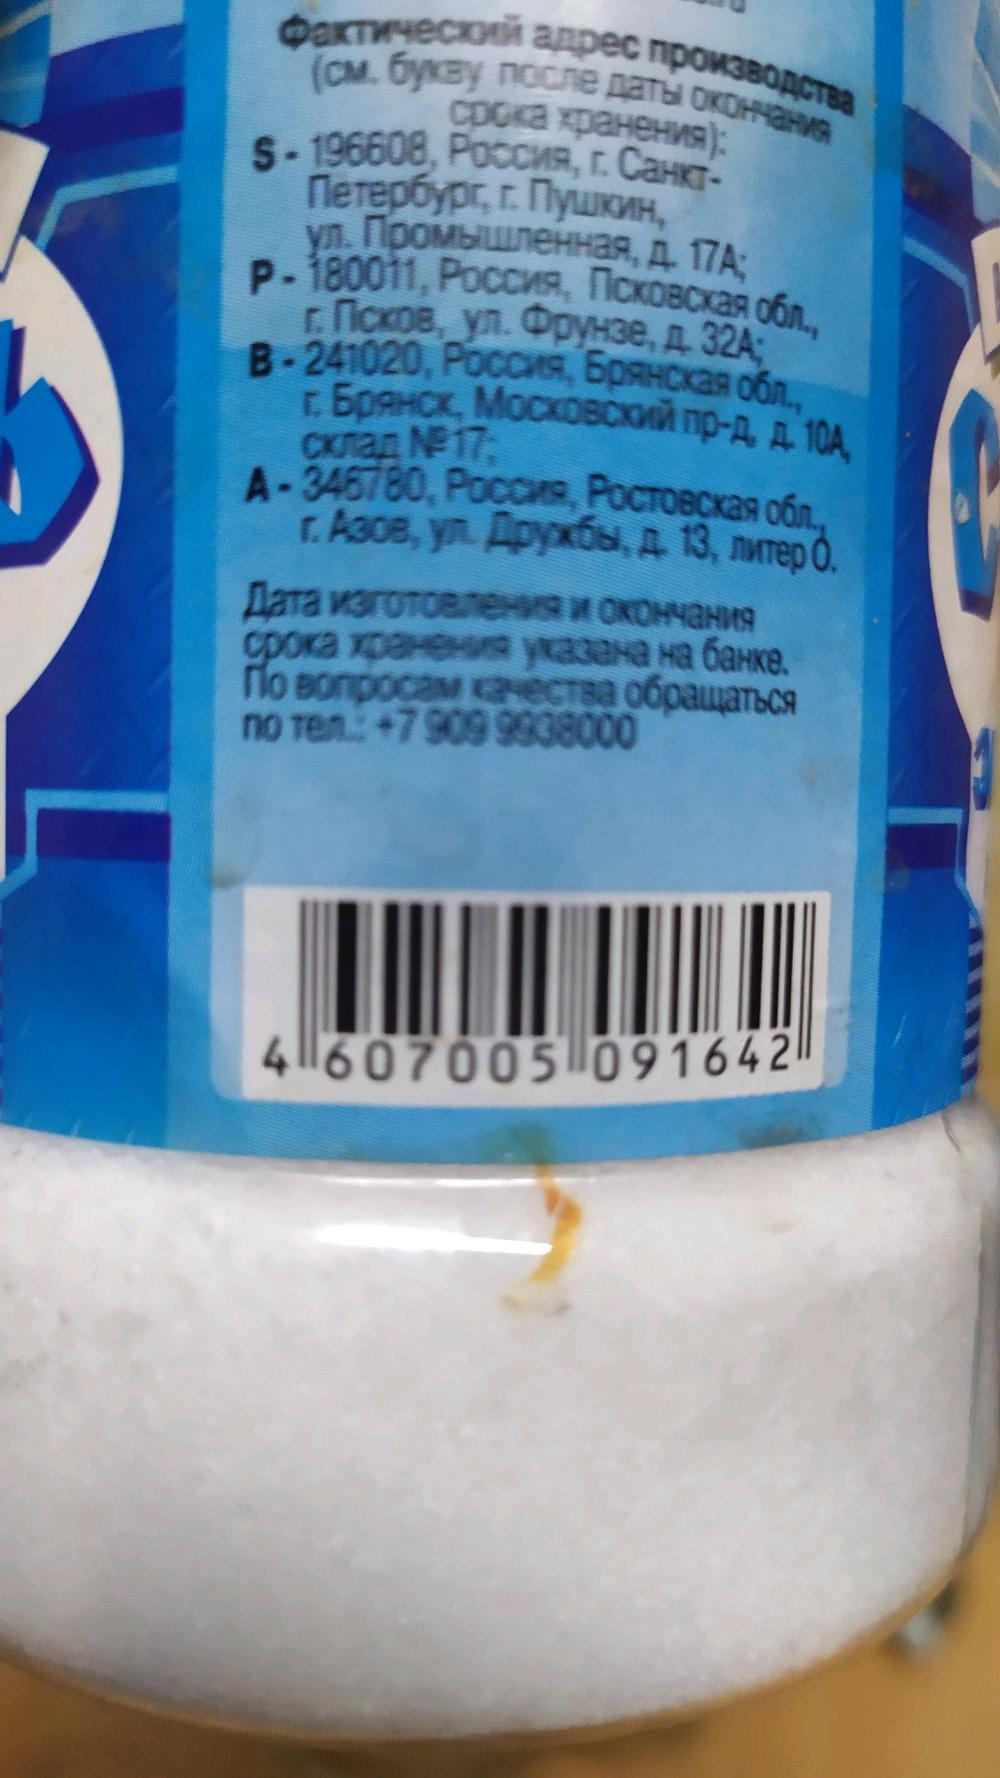 Фактический адрес производства
(см. букву после даты окончания
срока хранения):
S - 196608, Россия, г. Санкт-
Петербург, г. Пушкин,
ул. Промышленная, д. 17А;
P - 180011, Россия, Псковская обл.,
г. Псков, ул. Фрунзе, д. 32А;
B - 241020, Россия, Брянская обл.,
г. Брянск, Московский пр-д, д. 10А,
склад №17;
A - 346780, Россия, Ростовская обл.,
г. Азов, ул. Дружбы, д. 13, литер О.
Дата изготовления и окончания
срока хранения указана на банке.
По вопросам качества обращаться
по тел.: +7 909 9938000
4 607005 091642